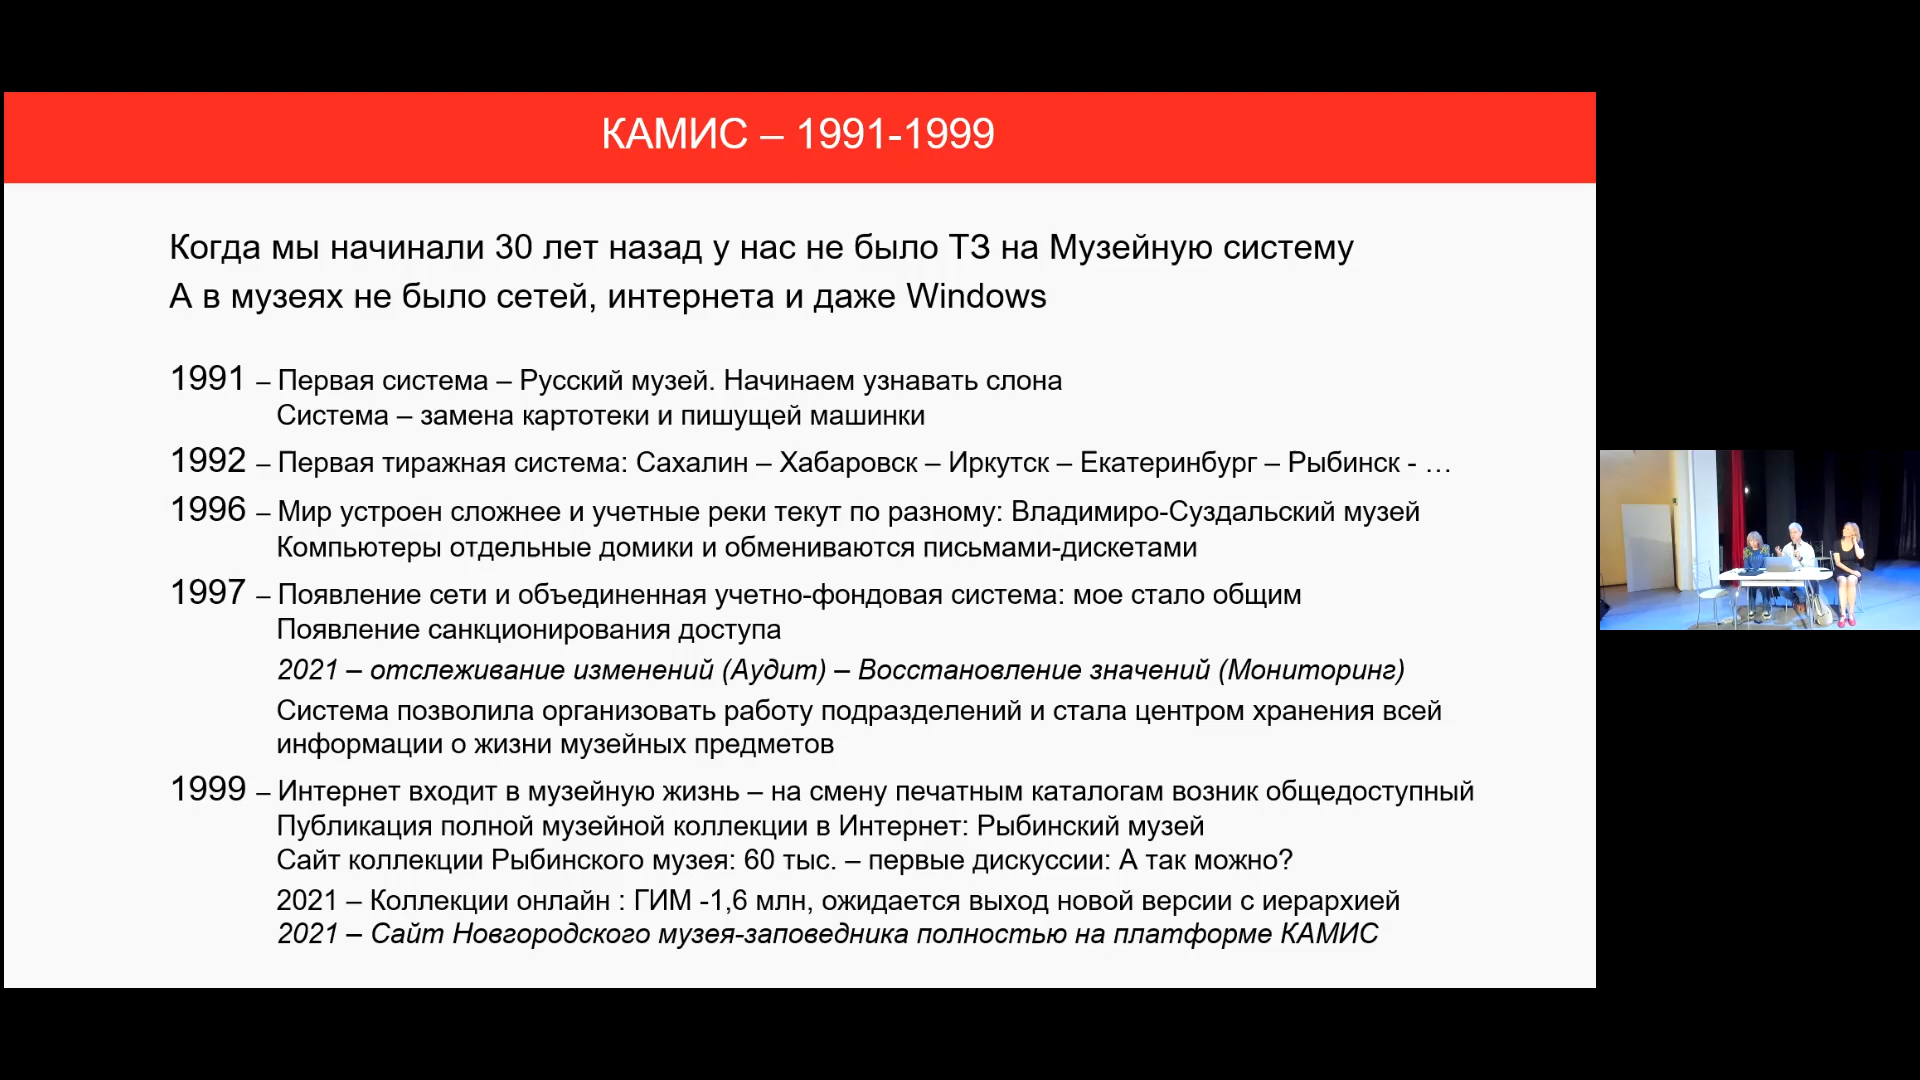 КАМИС – 1991-1999
Когда мы начинали 30 лет назад у нас не было ТЗ на Музейную систему
А в музеях не было сетей, интернета и даже Windows
1991 – Первая система – Русский музей. Начинаем узнавать слона
Система – замена картотеки и пишущей машинки
1992 – Первая тиражная система: Сахалин – Хабаровск – Иркутск – Екатеринбург – Рыбинск - …
1996 – Мир устроен сложнее и учетные реки текут по разному: Владимиро-Суздальский музей
Компьютеры отдельные домики и обмениваются письмами-дискетами
1997 – Появление сети и объединенная учетно-фондовая система: мое стало общим
Появление санкционирования доступа
2021 – отслеживание изменений (Аудит) – Восстановление значений (Мониторинг)
Система позволила организовать работу подразделений и стала центром хранения всей
информации о жизни музейных предметов
1999 – Интернет входит в музейную жизнь – на смену печатным каталогам возник общедоступный
Публикация полной музейной коллекции в Интернет: Рыбинский музей
Сайт коллекции Рыбинского музея: 60 тыс. – первые дискуссии: А так можно?
2021 – Коллекции онлайн : ГИМ -1,6 млн, ожидается выход новой версии с иерархией
2021 – Сайт Новгородского музея-заповедника полностью на платформе КАМИС